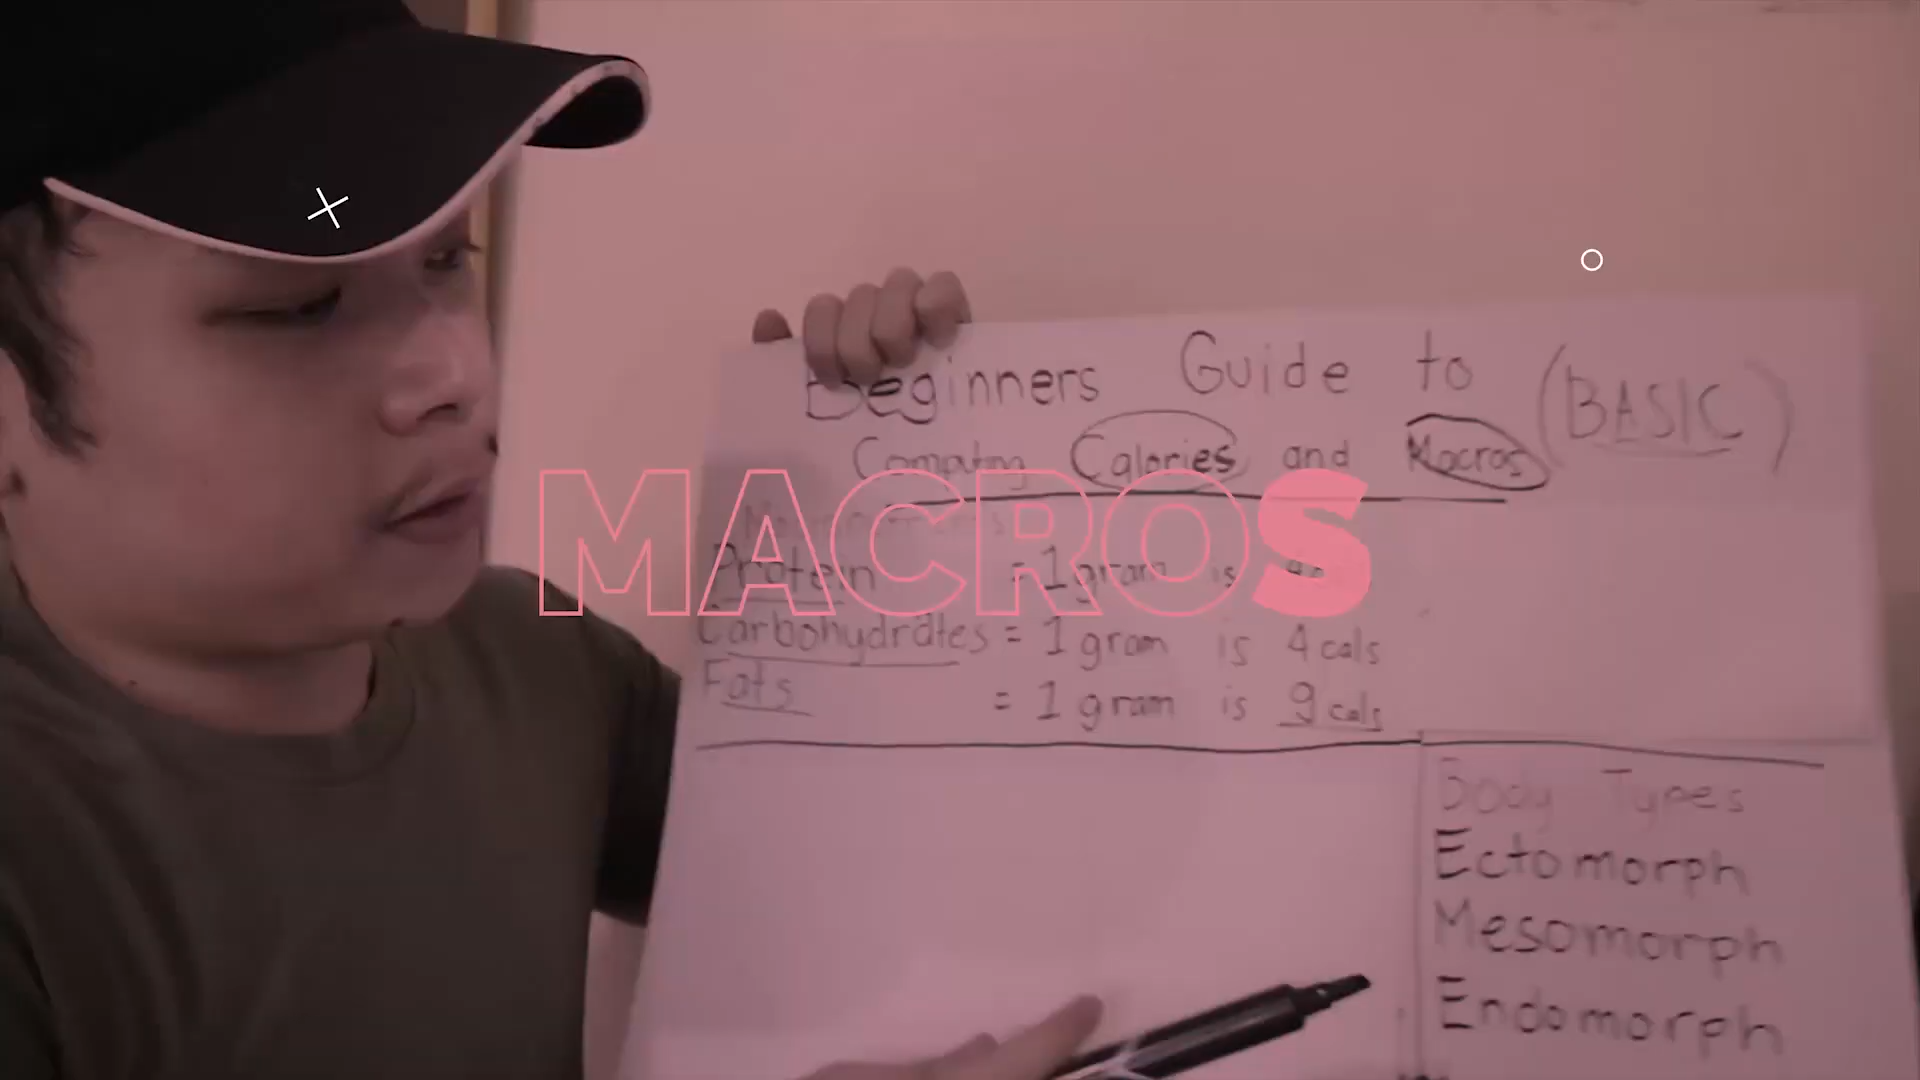 Beginners Guide to (BASIC)
Computing Calories and Macros
MACROS
Protein = 1 gram is
Carbohydrates = 1 gram is 4 cals
Fats = 1 gram is 9 cals
Body Types
Ectomorph
Mesomorph
Endomorph